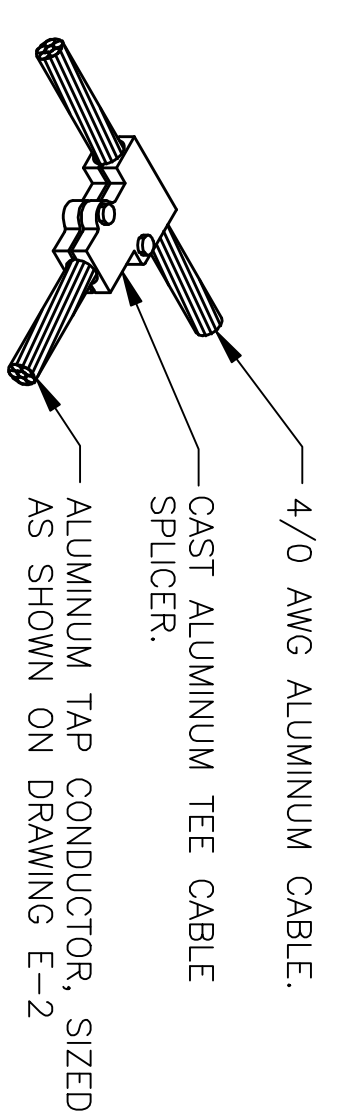 4/0 AWG ALUMINUM CABLE.
CAST ALUMINUM TEE CABLE
SPLICER.
ALUMINUM TAP CONDUCTOR, SIZED
AS SHOWN ON DRAWING E-2